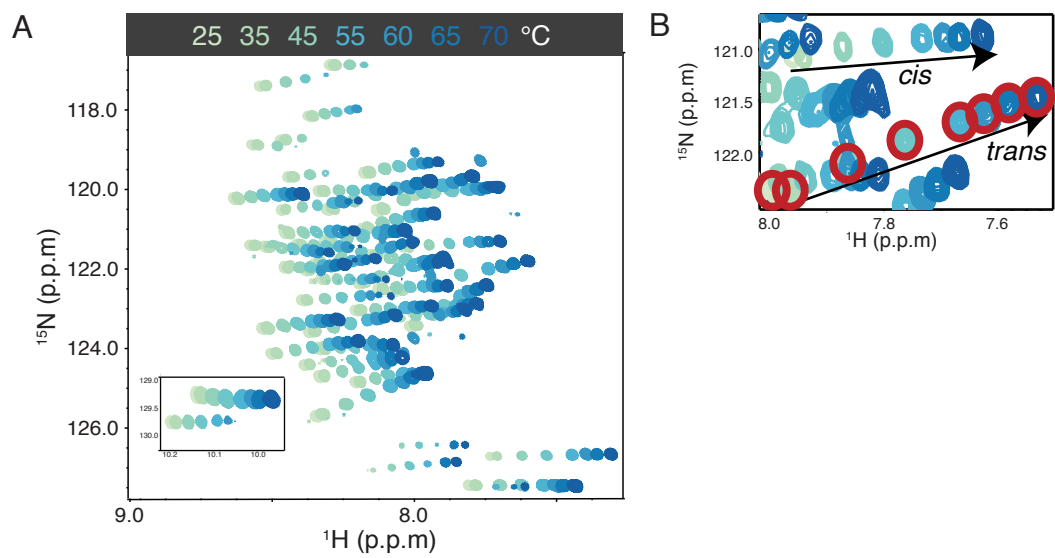 A
25 35 45 55 60 65 70 °C
118.0
120.0
122.0
124.0
126.0
15N (p.p.m)
129.0
129.5
130.0
10.2 10.1 10.0
9.0 8.0
1H (p.p.m)
B
121.0
121.5
122.0
15N (p.p.m)
cis
trans
8.0 7.8 7.6
1H (p.p.m)